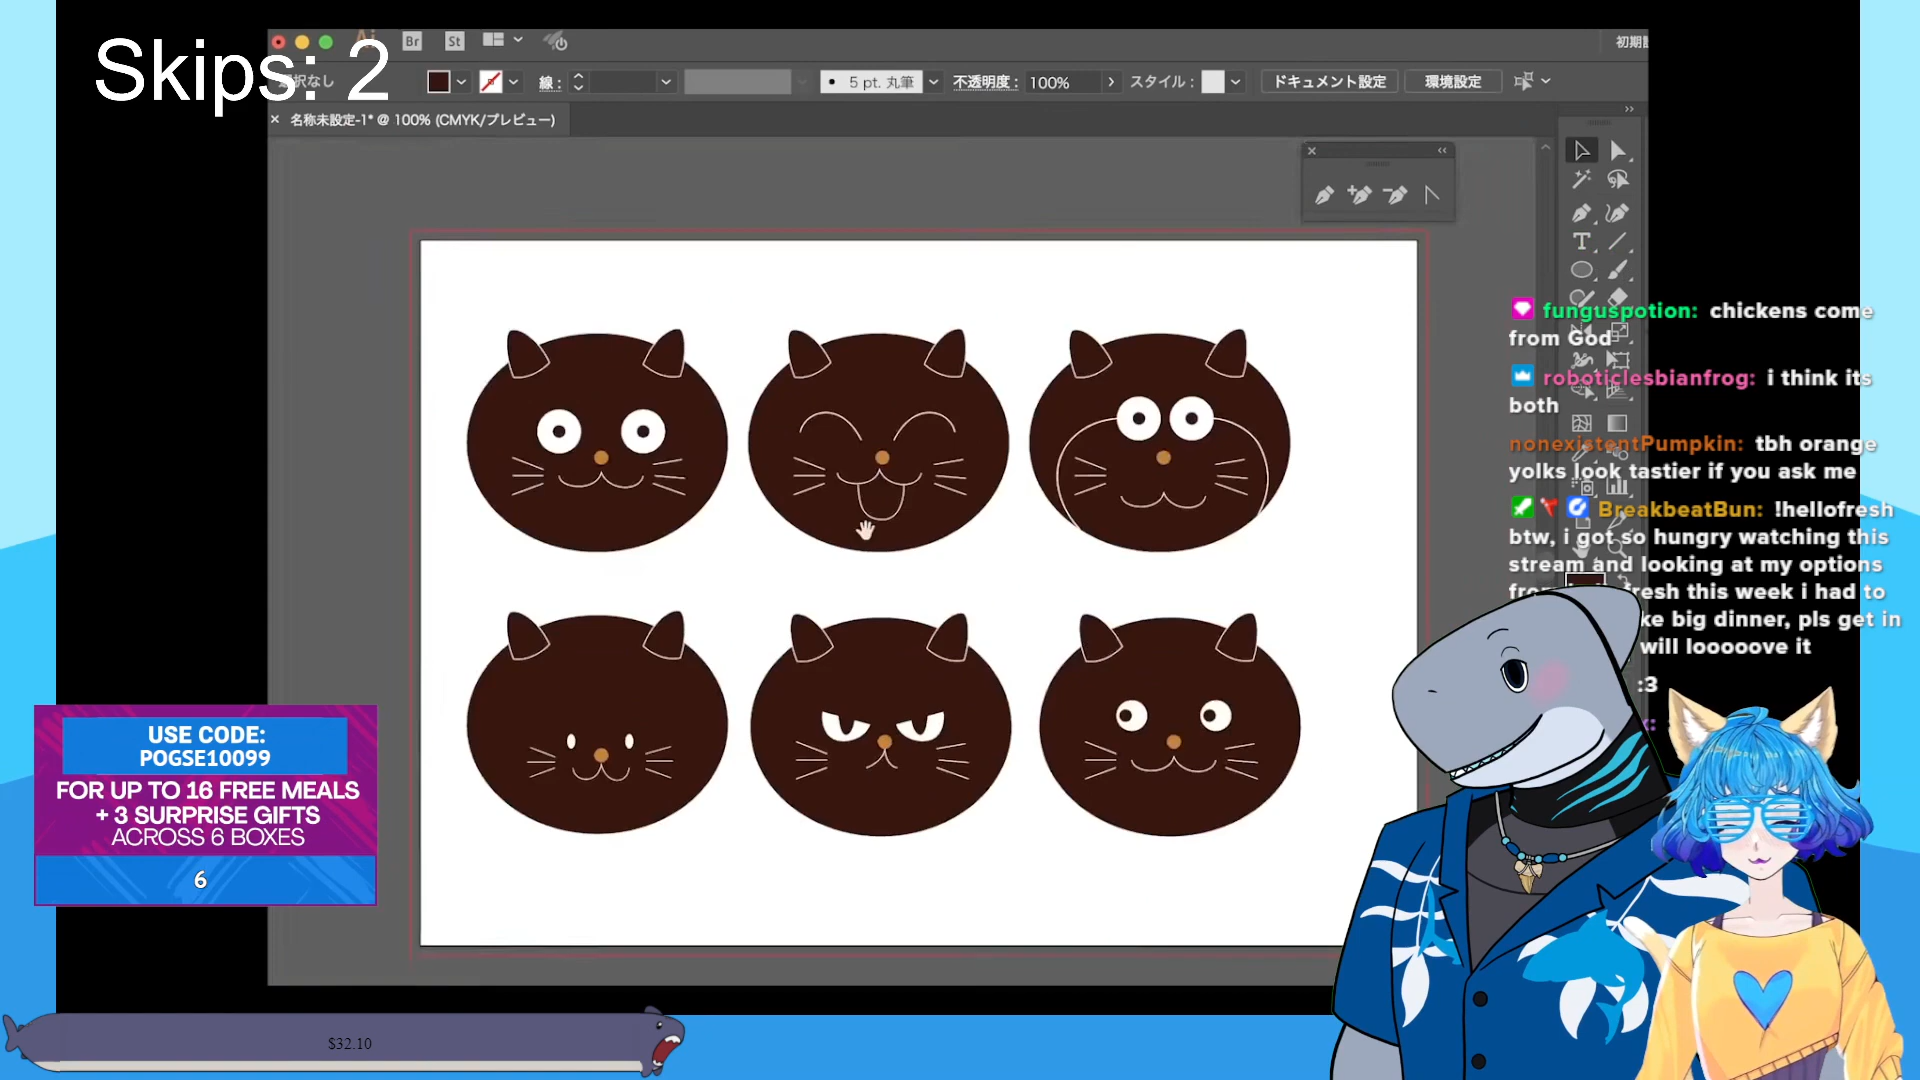 Skips: 2
Ai
Br
St
初期
択なし
線 :
5 pt. 丸筆
不透明度 :
100%
スタイル :
ドキュメント設定
環境設定
× 名称未設定-1* @ 100% (CMYK/プレビュー)
funguspotion: chickens come
from God
roboticlesbianfrog: i think its
both
nonexistentPumpkin: tbh orange
yolks look tastier if you ask me
BreakbeatBun: !hellofresh
btw, i got so hungry watching this
stream and looking at my options
resh this week i had to
ke big dinner, pls get in
will looooove it
:3
USE CODE:
POGSE10099
FOR UP TO 16 FREE MEALS
+ 3 SURPRISE GIFTS
ACROSS 6 BOXES
6
$32.10